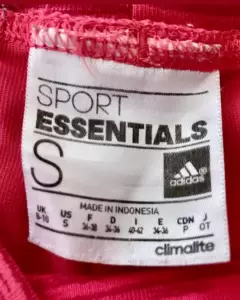 SPORT
ESSENTIALS
S
adidas®
MADE IN INDONESIA
UK US F D I E CDN J
8-10 S 36-38 34-36 40-42 34-36 P OT
climalite